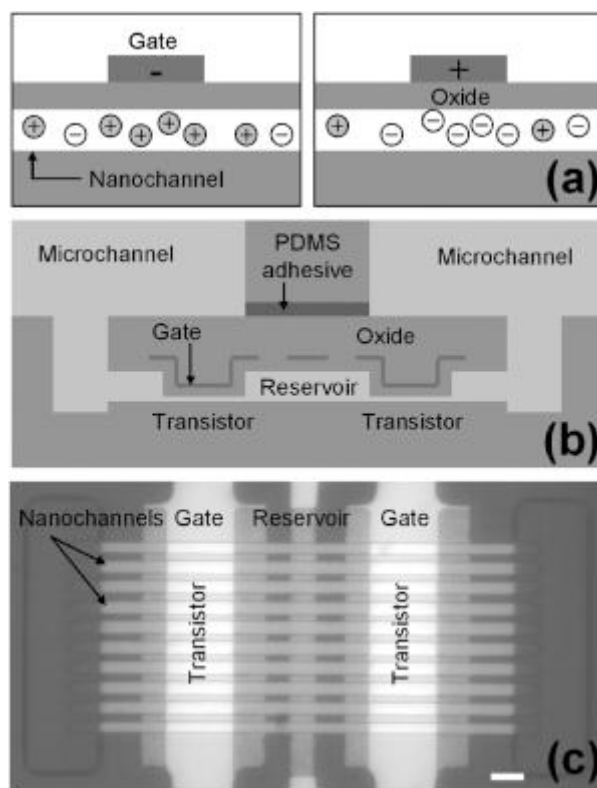 Gate
-
+
Oxide
+ − + + + + + −
+ − − − − − + −
Nanochannel
(a)
PDMS
adhesive
Microchannel
Microchannel
Gate
Oxide
Reservoir
Transistor
Transistor
(b)
Nanochannels
Gate
Reservoir
Gate
Transistor
Transistor
(c)